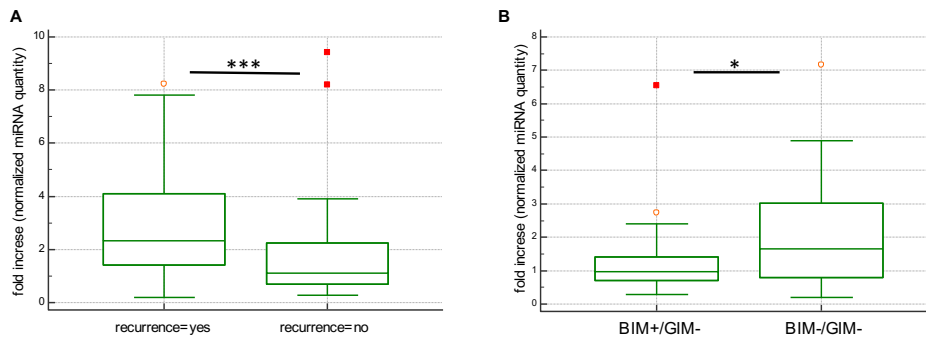 A
fold increse (normalized miRNA quantity)
10
8
6
4
2
0
***
recurrence=yes
recurrence=no
B
fold increse (normalized miRNA quantity)
8
7
6
5
4
3
2
1
0
*
BIM+/GIM-
BIM-/GIM-